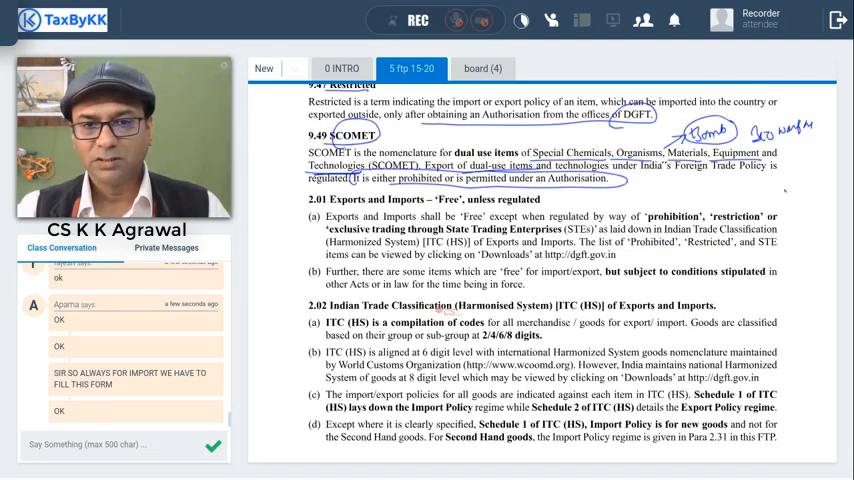 TaxByKK
REC
Recorder
attendee
New
0 INTRO
5 ftp 15-20
board (4)
9.47 Restricted
Restricted is a term indicating the import or export policy of an item, which can be imported into the country or
exported outside, only after obtaining an Authorisation from the offices of DGFT.
Bomb
9.49 SCOMET
SCOMET is the nomenclature for dual use items of Special Chemicals, Organisms, Materials, Equipment and
Technologies (SCOMET). Export of dual-use items and technologies under India"s Foreign Trade Policy is
regulated. It is either prohibited or is permitted under an Authorisation.
2.01 Exports and Imports – 'Free', unless regulated
(a) Exports and Imports shall be 'Free' except when regulated by way of 'prohibition', 'restriction' or
'exclusive trading through State Trading Enterprises (STEs)' as laid down in Indian Trade Classification
(Harmonized System) [ITC (HS)] of Exports and Imports. The list of 'Prohibited', 'Restricted', and STE
items can be viewed by clicking on 'Downloads' at http://dgft.gov.in
(b) Further, there are some items which are 'free' for import/export, but subject to conditions stipulated in
other Acts or in law for the time being in force.
2.02 Indian Trade Classification (Harmonised System) [ITC (HS)] of Exports and Imports.
CS...
(a) ITC (HS) is a compilation of codes for all merchandise / goods for export/ import. Goods are classified
based on their group or sub-group at 2/4/6/8 digits.
(b) ITC (HS) is aligned at 6 digit level with international Harmonized System goods nomenclature maintained
by World Customs Organization (http://www.wcoomd.org). However, India maintains national Harmonized
System of goods at 8 digit level which may be viewed by clicking on 'Downloads' at http://dgft.gov.in
(c) The import/export policies for all goods are indicated against each item in ITC (HS). Schedule 1 of ITC
(HS) lays down the Import Policy regime while Schedule 2 of ITC (HS) details the Export Policy regime.
(d) Except where it is clearly specified, Schedule 1 of ITC (HS), Import Policy is for new goods and not for
the Second Hand goods. For Second Hand goods, the Import Policy regime is given in Para 2.31 in this FTP.
CS K K Agrawal
Class Conversation
Private Messages
rajesh says:
a few seconds ago
ok
A
Aparna says:
a few seconds ago
OK
OK
SIR SO ALWAYS FOR IMPORT WE HAVE TO
FILL THIS FORM
OK
Say Something (max 500 char) ...